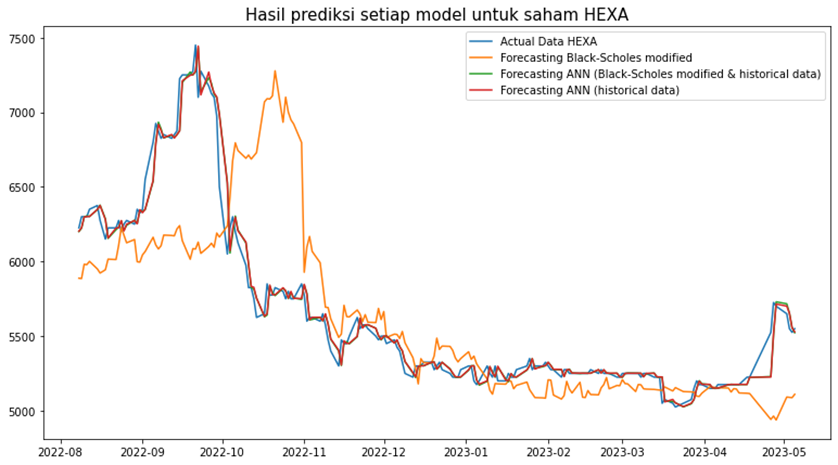 Hasil prediksi setiap model untuk saham HEXA
Actual Data HEXA
Forecasting Black-Scholes modified
Forecasting ANN (Black-Scholes modified & historical data)
Forecasting ANN (historical data)
7500
7000
6500
6000
5500
5000
2022-08 2022-09 2022-10 2022-11 2022-12 2023-01 2023-02 2023-03 2023-04 2023-05